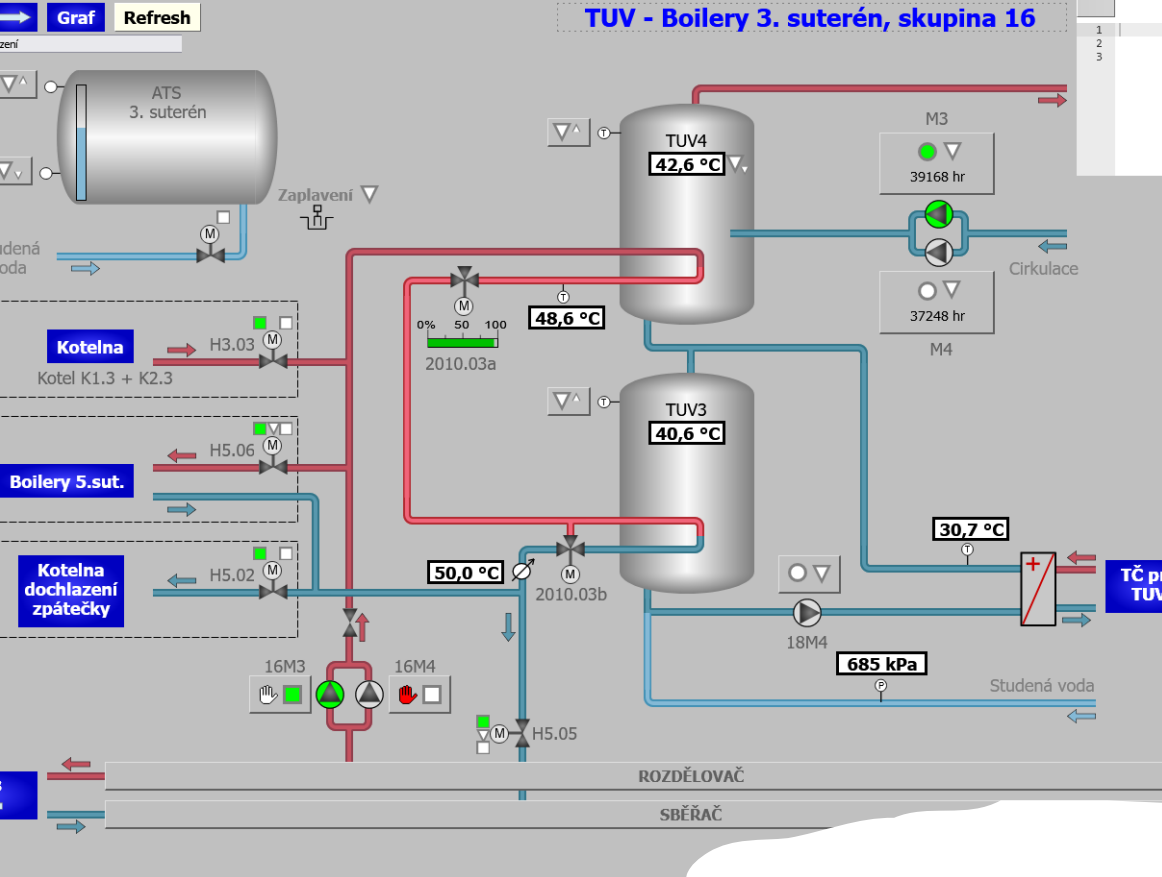 Graf
Refresh
TUV - Boilery 3. suterén, skupina 16
1
2
3
ATS
3. suterén
Zaplavení
M
T
TUV4
42,6 °C
M3
39168 hr
Cirkulace
37248 hr
M4
M
T
48,6 °C
0% 50 100
2010.03a
Kotelna
H3.03
M
Kotel K1.3 + K2.3
T
TUV3
40,6 °C
H5.06
M
Boilery 5.sut.
Kotelna
dochlazení
zpátečky
H5.02
M
50,0 °C
M
2010.03b
30,7 °C
T
+
TČ
TUV
18M4
685 kPa
P
Studená voda
16M3
16M4
M
H5.05
ROZDĚLOVAČ
SBĚŘAČ